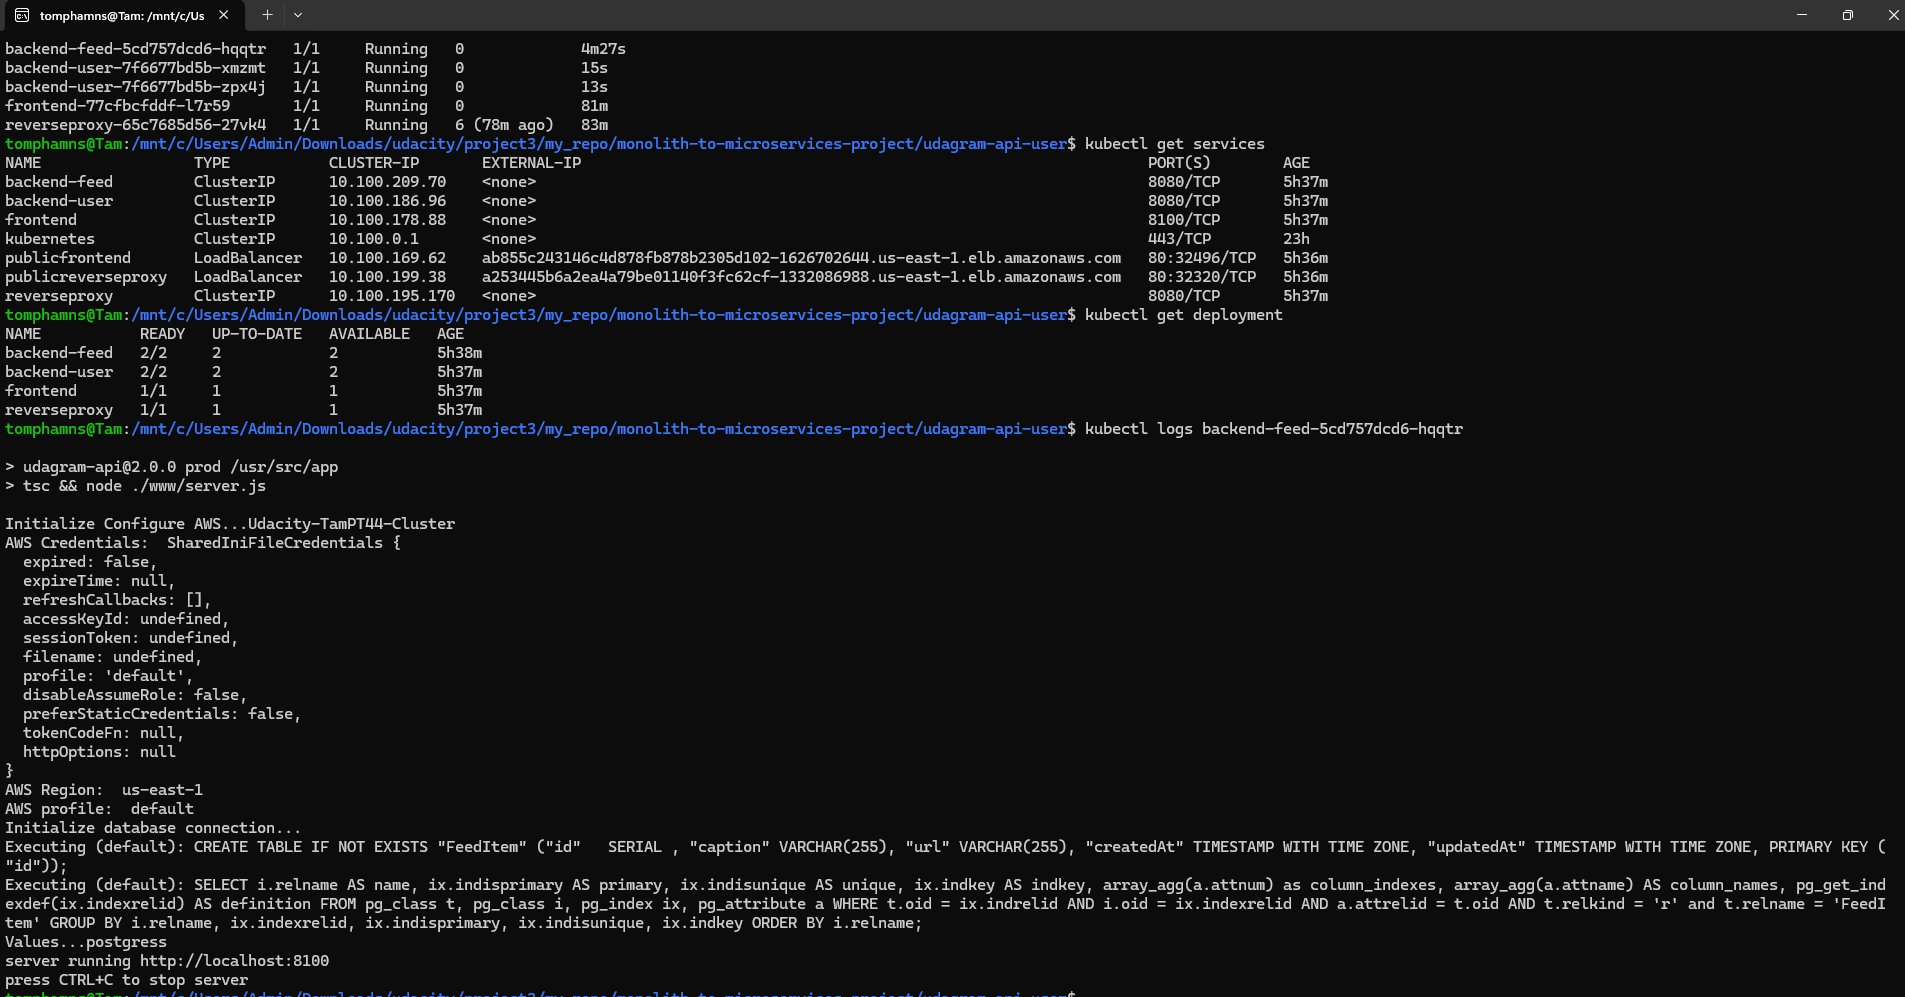 tomphamns@Tam: /mnt/c/Us
backend-feed-5cd757dcd6-hqqtr   1/1     Running   0             4m27s
backend-user-7f6677bd5b-xmzmt   1/1     Running   0             15s
backend-user-7f6677bd5b-zpx4j   1/1     Running   0             13s
frontend-77cfbcfddf-l7r59       1/1     Running   0             81m
reverseproxy-65c7685d56-27vk4   1/1     Running   6 (78m ago)   83m
tomphamns@Tam:/mnt/c/Users/Admin/Downloads/udacity/project3/my_repo/monolith-to-microservices-project/udagram-api-user$ kubectl get services
NAME                 TYPE           CLUSTER-IP       EXTERNAL-IP                                                               PORT(S)        AGE
backend-feed         ClusterIP      10.100.209.70    <none>                                                                    8080/TCP       5h37m
backend-user         ClusterIP      10.100.186.96    <none>                                                                    8080/TCP       5h37m
frontend             ClusterIP      10.100.178.88    <none>                                                                    8100/TCP       5h37m
kubernetes           ClusterIP      10.100.0.1       <none>                                                                    443/TCP        23h
publicfrontend       LoadBalancer   10.100.169.62    ab855c243146c4d878fb878b2305d102-1626702644.us-east-1.elb.amazonaws.com   80:32496/TCP   5h36m
publicreverseproxy   LoadBalancer   10.100.199.38    a253445b6a2ea4a79be01140f3fc62cf-1332086988.us-east-1.elb.amazonaws.com   80:32320/TCP   5h36m
reverseproxy         ClusterIP      10.100.195.170   <none>                                                                    8080/TCP       5h37m
tomphamns@Tam:/mnt/c/Users/Admin/Downloads/udacity/project3/my_repo/monolith-to-microservices-project/udagram-api-user$ kubectl get deployment
NAME           READY   UP-TO-DATE   AVAILABLE   AGE
backend-feed   2/2     2            2           5h38m
backend-user   2/2     2            2           5h37m
frontend       1/1     1            1           5h37m
reverseproxy   1/1     1            1           5h37m
tomphamns@Tam:/mnt/c/Users/Admin/Downloads/udacity/project3/my_repo/monolith-to-microservices-project/udagram-api-user$ kubectl logs backend-feed-5cd757dcd6-hqqtr
> udagram-api@2.0.0 prod /usr/src/app
> tsc && node ./www/server.js
Initialize Configure AWS...Udacity-TamPT44-Cluster
AWS Credentials:  SharedIniFileCredentials {
  expired: false,
  expireTime: null,
  refreshCallbacks: [],
  accessKeyId: undefined,
  sessionToken: undefined,
  filename: undefined,
  profile: 'default',
  disableAssumeRole: false,
  preferStaticCredentials: false,
  tokenCodeFn: null,
  httpOptions: null
}
AWS Region:  us-east-1
AWS profile:  default
Initialize database connection...
Executing (default): CREATE TABLE IF NOT EXISTS "FeedItem" ("id"   SERIAL , "caption" VARCHAR(255), "url" VARCHAR(255), "createdAt" TIMESTAMP WITH TIME ZONE, "updatedAt" TIMESTAMP WITH TIME ZONE, PRIMARY KEY (
"id"));
Executing (default): SELECT i.relname AS name, ix.indisprimary AS primary, ix.indisunique AS unique, ix.indkey AS indkey, array_agg(a.attnum) as column_indexes, array_agg(a.attname) AS column_names, pg_get_ind
exdef(ix.indexrelid) AS definition FROM pg_class t, pg_class i, pg_index ix, pg_attribute a WHERE t.oid = ix.indrelid AND i.oid = ix.indexrelid AND a.attrelid = t.oid AND t.relkind = 'r' and t.relname = 'FeedI
tem' GROUP BY i.relname, ix.indexrelid, ix.indisprimary, ix.indisunique, ix.indkey ORDER BY i.relname;
Values...postgress
server running http://localhost:8100
press CTRL+C to stop server
tomphamns@Tam:/mnt/c/Users/Admin/Downloads/udacity/project3/my_repo/monolith-to-microservices-project/udagram-api-user$